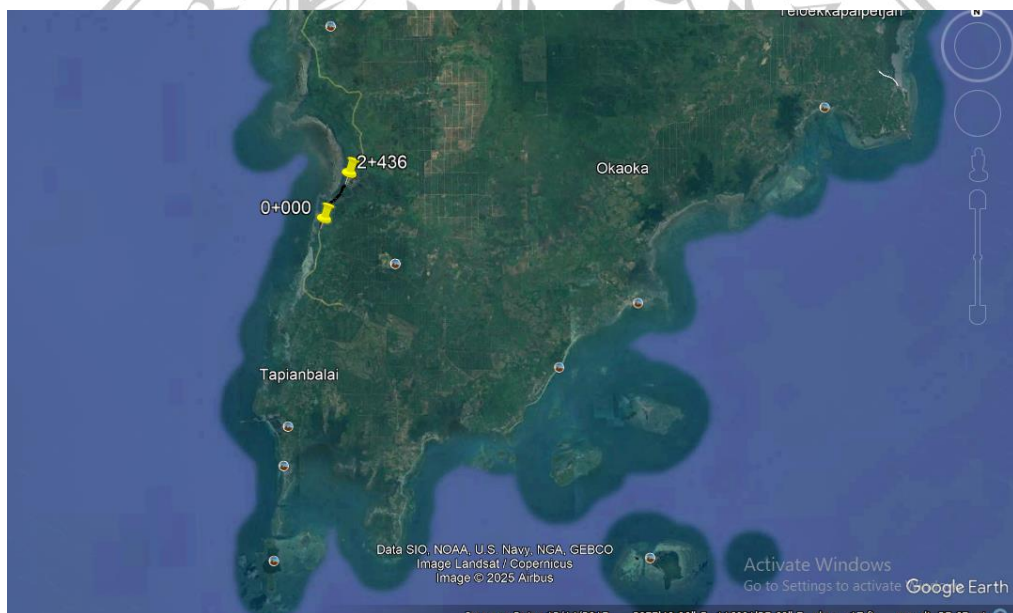 Teloekkapalpetjah
N
2+436
Okaoka
0+000
Tapianbalai
Data SIO, NOAA, U.S. Navy, NGA, GEBCO
Image Landsat / Copernicus
Image © 2025 Airbus
Activate Windows
Go to Settings to activate
Google Earth